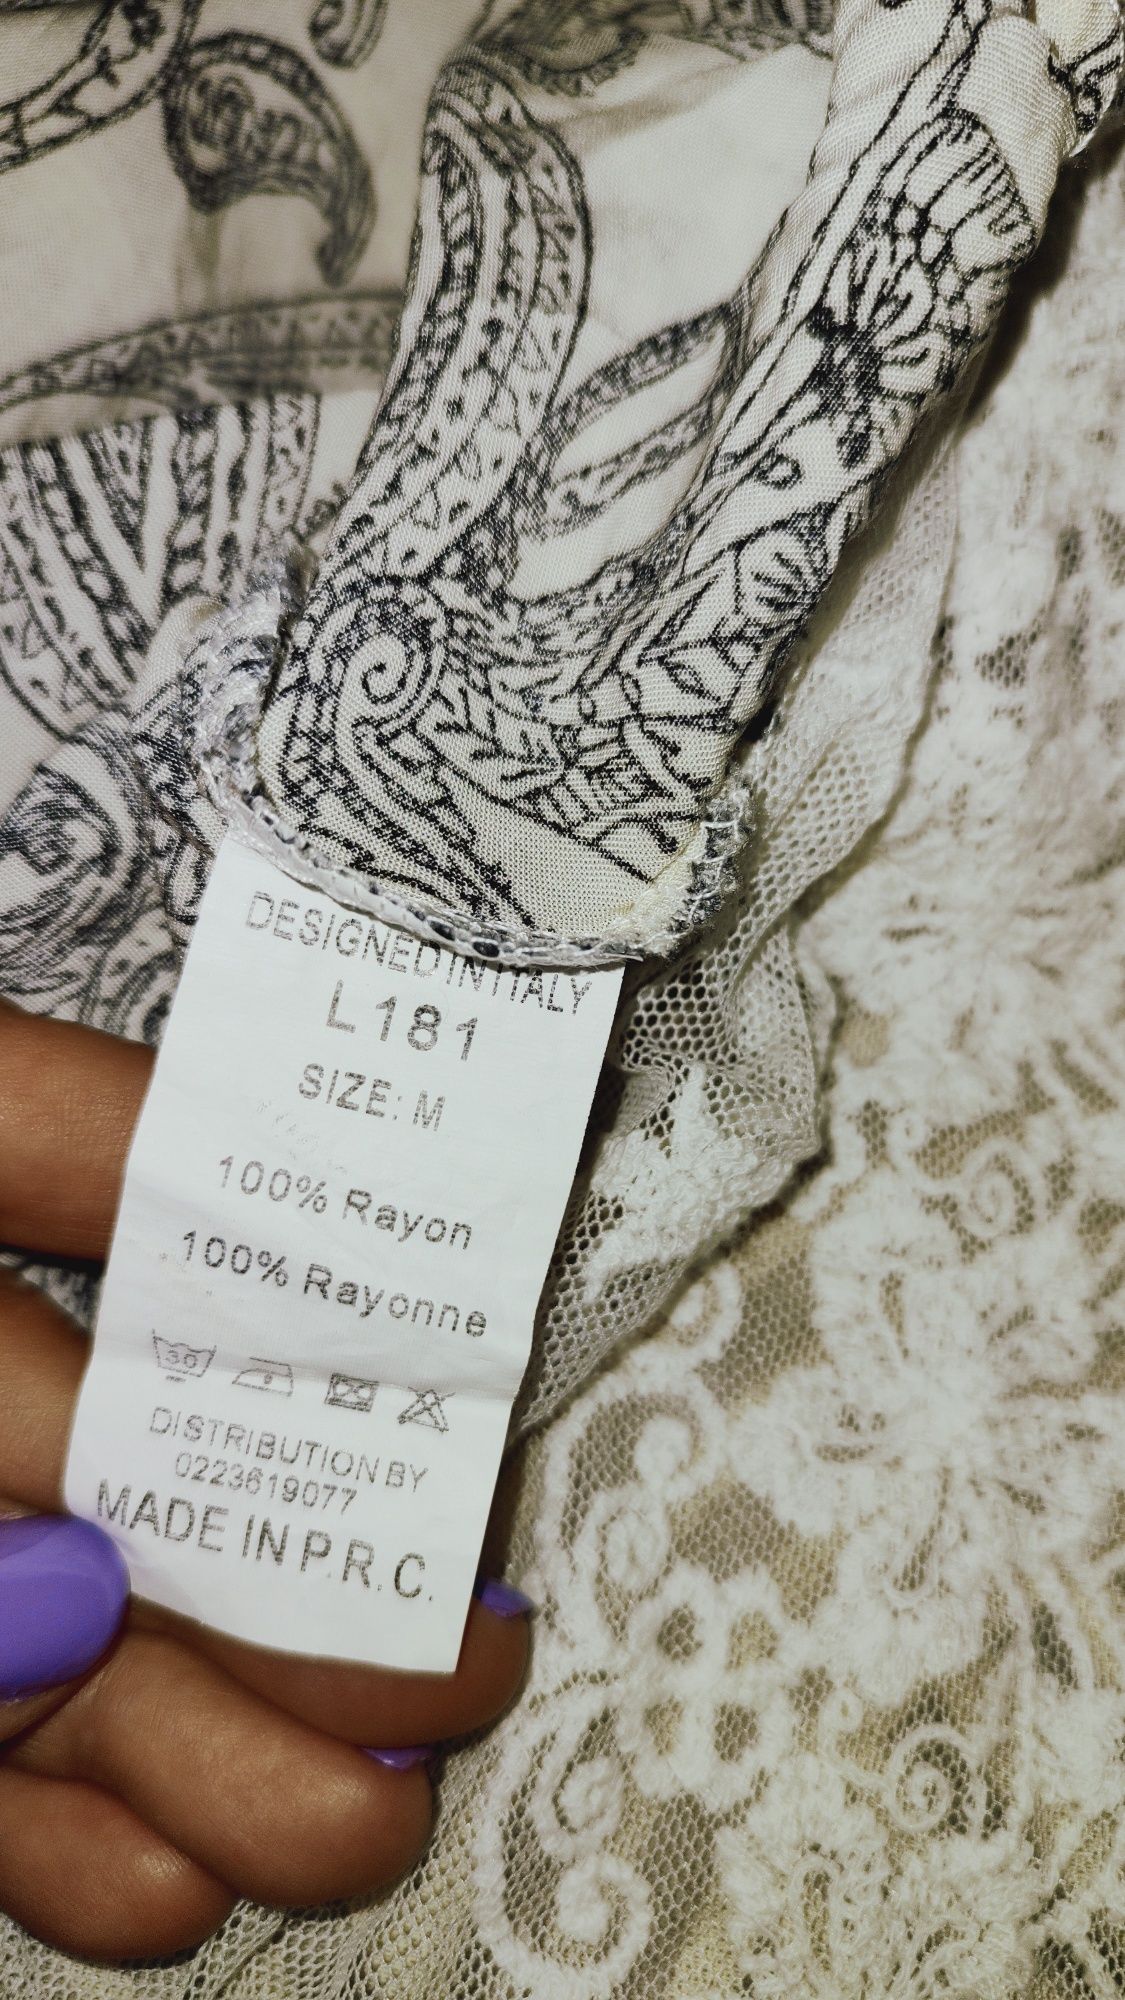 DESIGNED IN ITALY
L181
SIZE: M
100% Rayon
100% Rayonne
30
DISTRIBUTION BY
0223619077
MADE IN P.R.C.